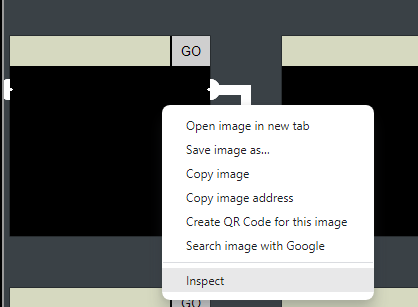 GO
Open image in new tab
Save image as...
Copy image
Copy image address
Create QR Code for this image
Search image with Google
Inspect
GO